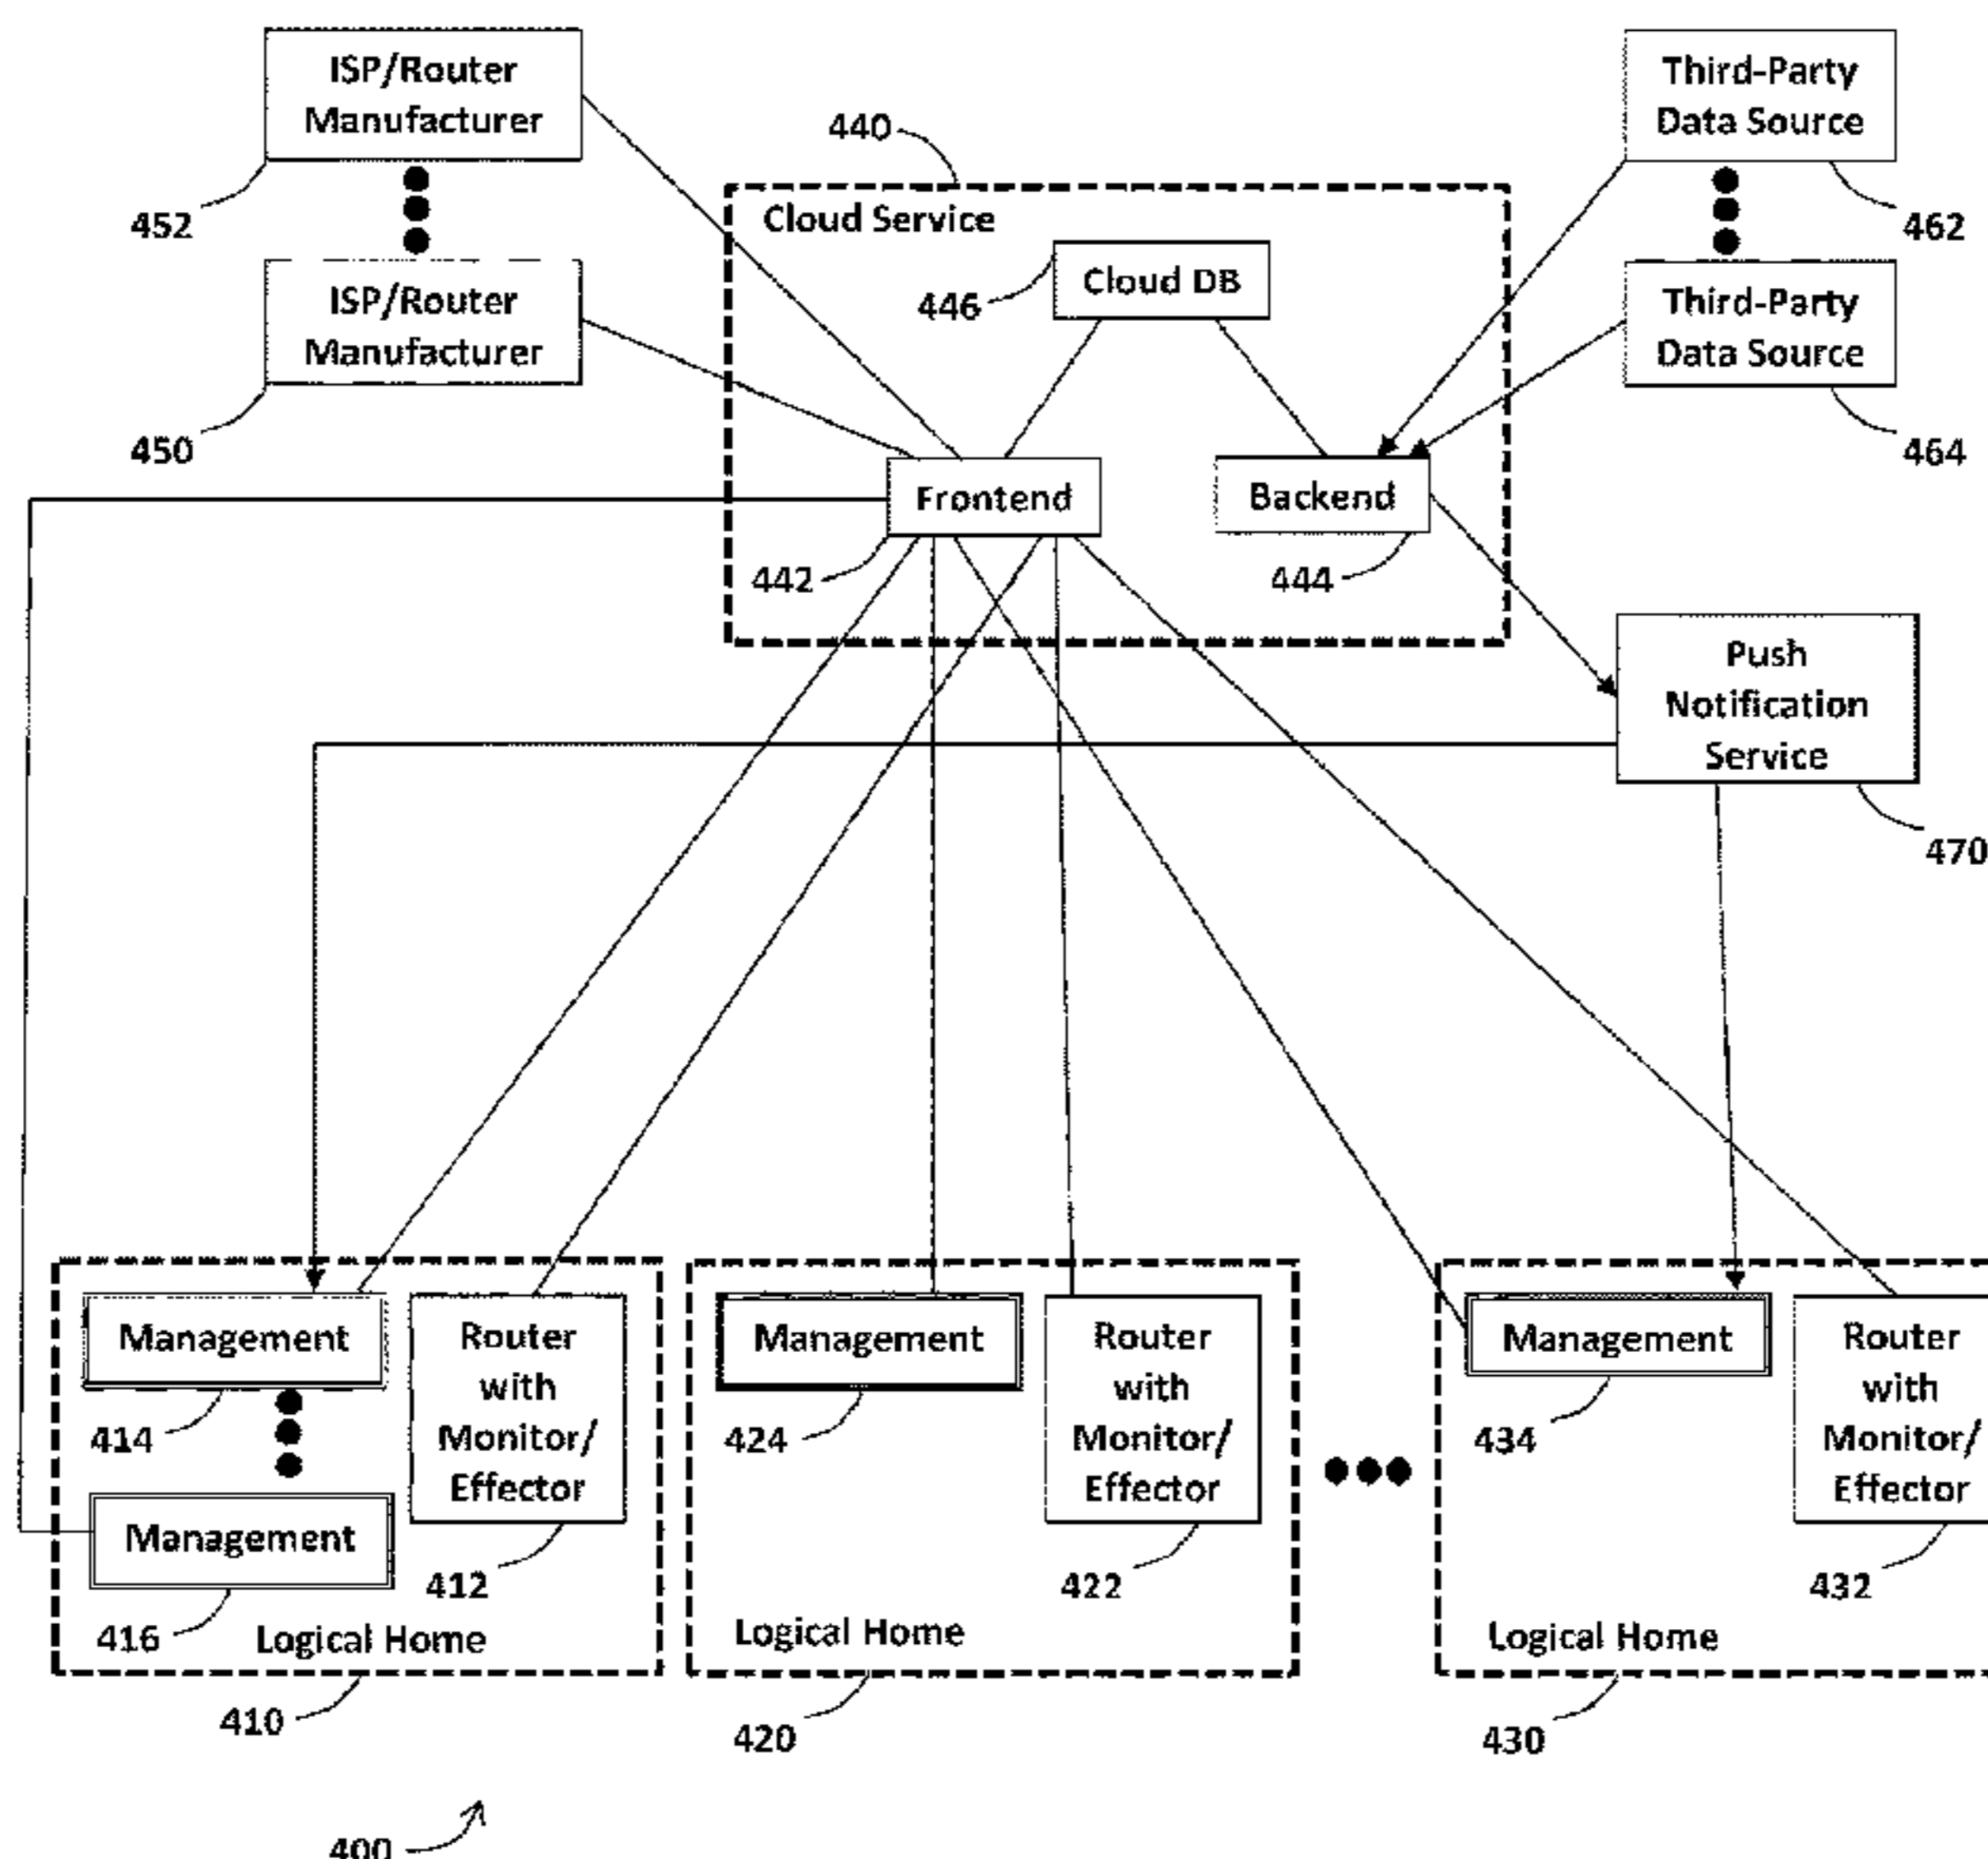 ISP/Router
Manufacturer
452
ISP/Router
Manufacturer
450
440
Cloud Service
Cloud DB
446
Third-Party
Data Source
462
Third-Party
Data Source
464
Frontend
442
Backend
444
Push
Notification
Service
470
Management
414
Management
416
Router
with
Monitor/
Effector
412
Logical Home
410
Management
424
Router
with
Monitor/
Effector
422
Logical Home
420
Management
434
Router
with
Monitor/
Effector
432
Logical Home
430
400